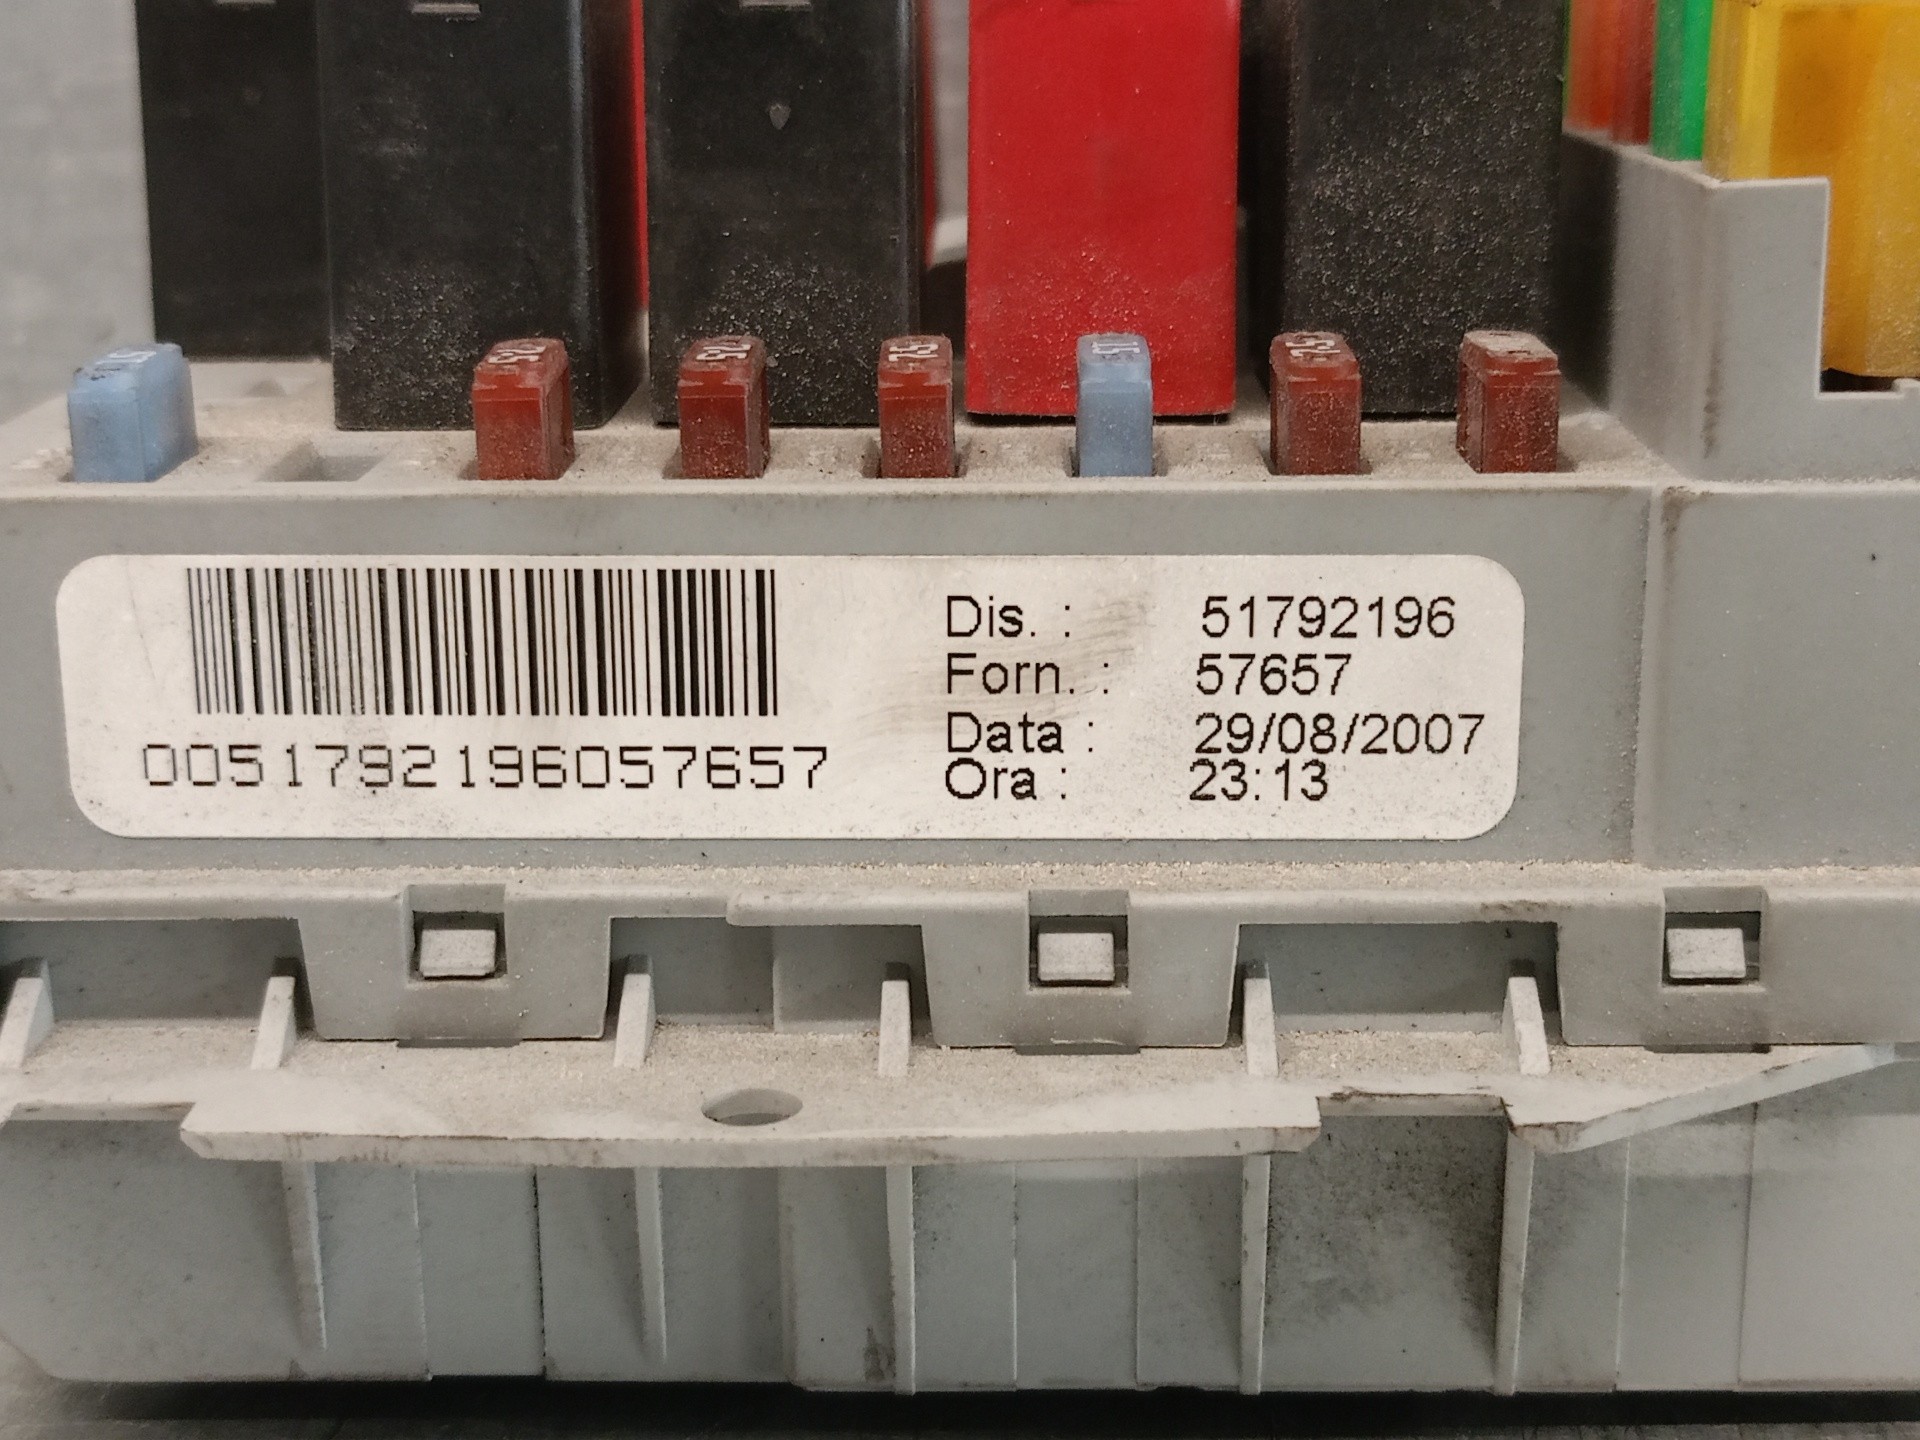 0051792196057657
Dis. : 51792196
Forn. : 57657
Data : 29/08/2007
Ora : 23:13